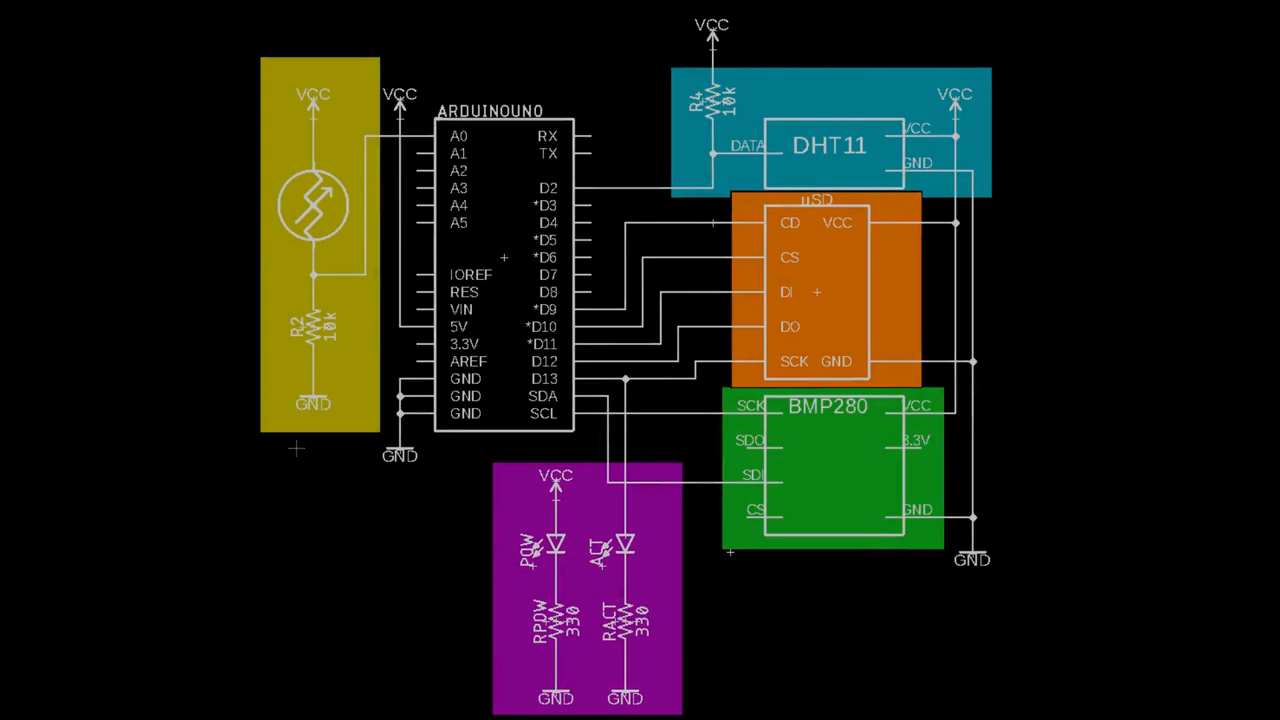 VCC
VCC
R2
10k
GND
VCC
ARDUINOUNO
A0
A1
A2
A3
A4
A5
IOREF
RES
VIN
5V
3.3V
AREF
GND
GND
GND
RX
TX
D2
*D3
D4
*D5
*D6
D7
D8
*D9
*D10
*D11
D12
D13
SDA
SCL
GND
R4
10k
DATA
DHT11
VCC
VCC
GND
µSD
CD VCC
CS
DI
DO
SCK GND
BMP280
SCK
SDO
SDI
CS
VCC
3.3V
GND
GND
VCC
POW
ACT
RPOW
330
RACT
330
GND
GND